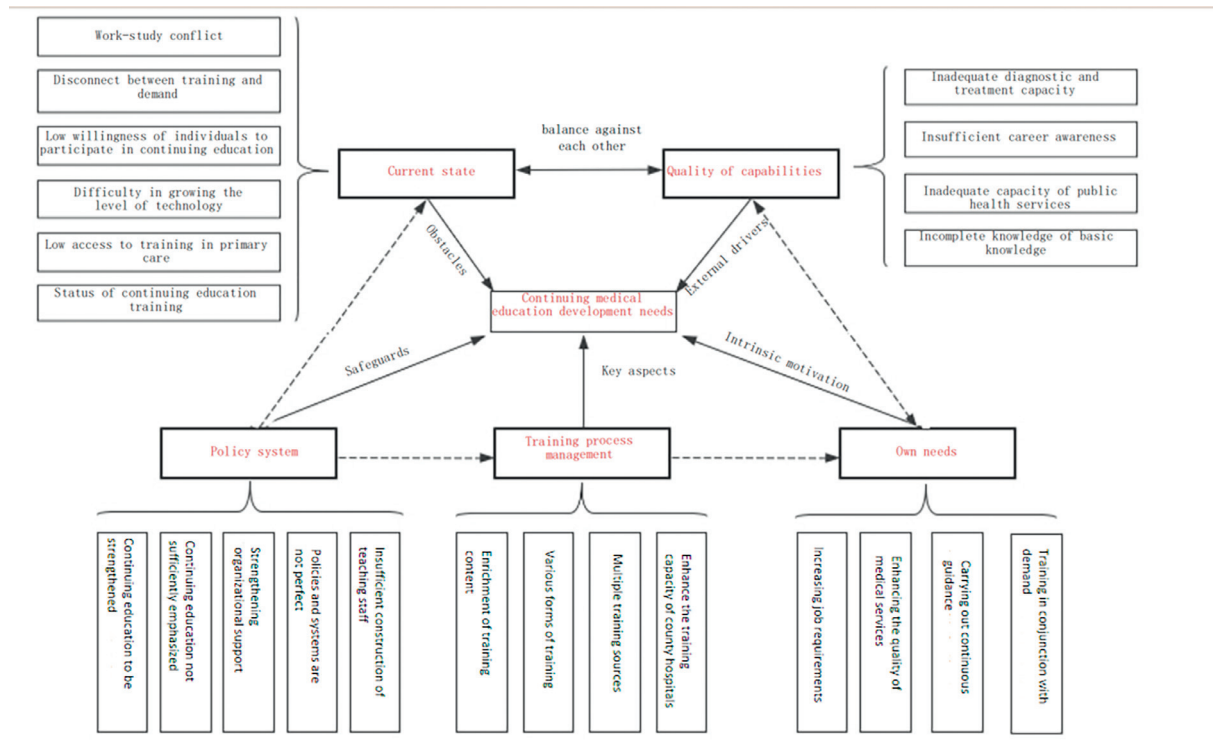 Work-study conflict
Disconnect between training and
demand
Low willingness of individuals to
participate in continuing education
Difficulty in growing the
level of technology
Low access to training in primary
care
Status of continuing education
training
Current state
balance against
each other
Quality of capabilities
Inadequate diagnostic and
treatment capacity
Insufficient career awareness
Inadequate capacity of public
health services
Incomplete knowledge of basic
knowledge
Obstacles
External drivers
Continuing medical
education development needs
Safeguards
Key aspects
Intrinsic motivation
Policy system
Training process
management
Own needs
Continuing education to be
strengthened
Continuing education not
sufficiently emphasized
Strengthening
organizational support
Policies and systems are
not perfect
Insufficient construction of
teaching staff
Enrichment of training
content
Various forms of training
Multiple training sources
Enhance the training
capacity of county hospitals
Increasing job requirements
Enhancing the quality of
medical services
Carrying out continuous
guidance
Training in conjunction with
demand